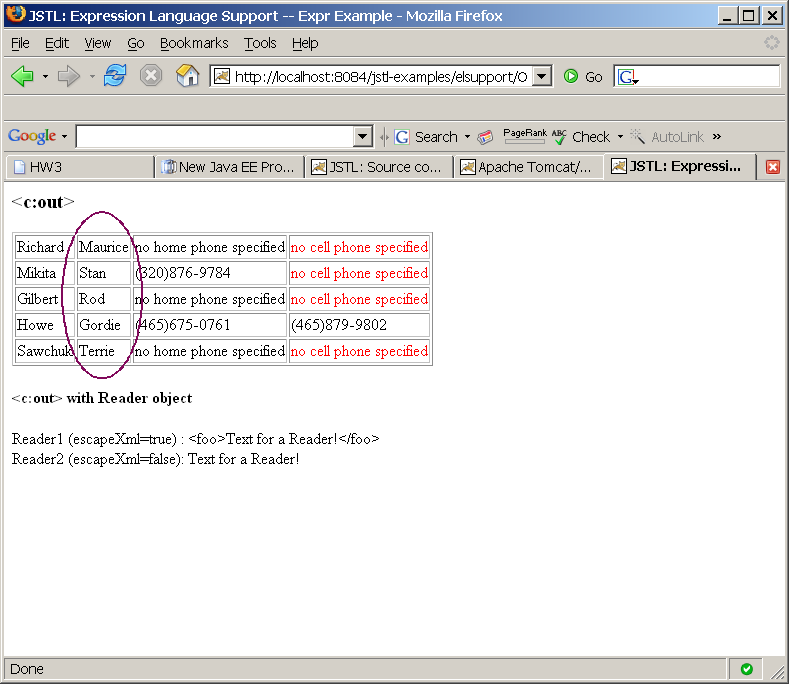 JSTL: Expression Language Support -- Expr Example - Mozilla Firefox
File Edit View Go Bookmarks Tools Help
http://localhost:8084/jstl-examples/elsupport/O Go G
Google G Search PageRank ABC Check AutoLink »
HW3 New Java EE Pro... JSTL: Source co... Apache Tomcat/... JSTL: Expressi...
<c:out>
Richard Maurice no home phone specified no cell phone specified
Mikita Stan (320)876-9784 no cell phone specified
Gilbert Rod no home phone specified no cell phone specified
Howe Gordie (465)675-0761 (465)879-9802
Sawchuk Terrie no home phone specified no cell phone specified
<c:out> with Reader object
Reader1 (escapeXml=true) : <foo>Text for a Reader!</foo>
Reader2 (escapeXml=false): Text for a Reader!
Done